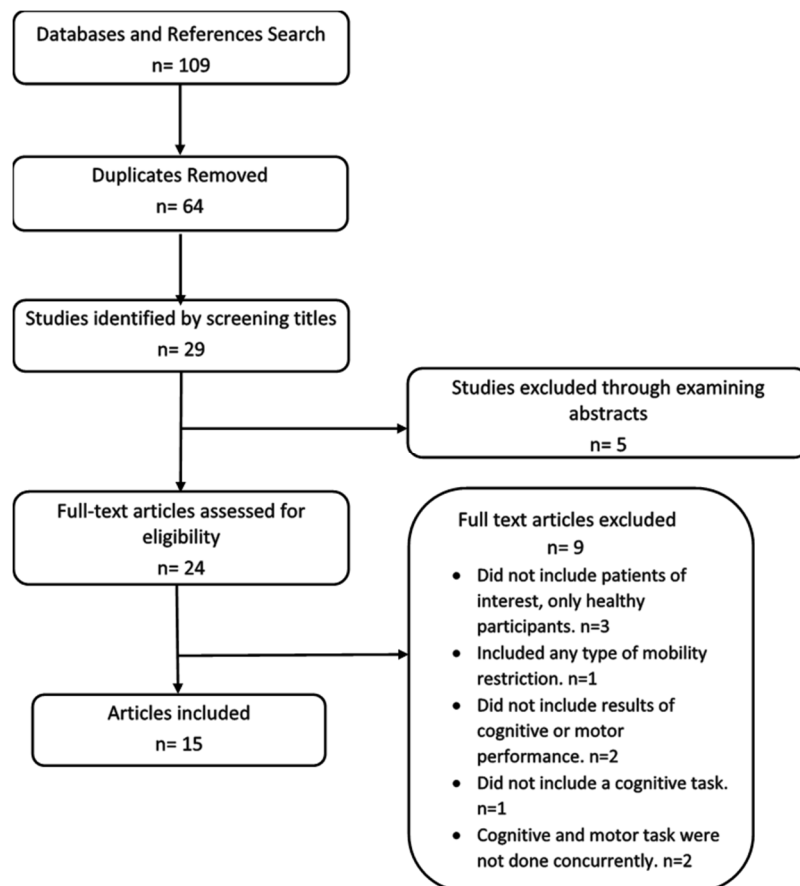 Databases and References Search
n= 109
Duplicates Removed
n= 64
Studies identified by screening titles
n= 29
Studies excluded through examining
abstracts
n= 5
Full-text articles assessed for
eligibility
n= 24
Full text articles excluded
n= 9
• Did not include patients of
interest, only healthy
participants. n=3
• Included any type of mobility
restriction. n=1
• Did not include results of
cognitive or motor
performance. n=2
• Did not include a cognitive task.
n=1
• Cognitive and motor task were
not done concurrently. n=2
Articles included
n= 15